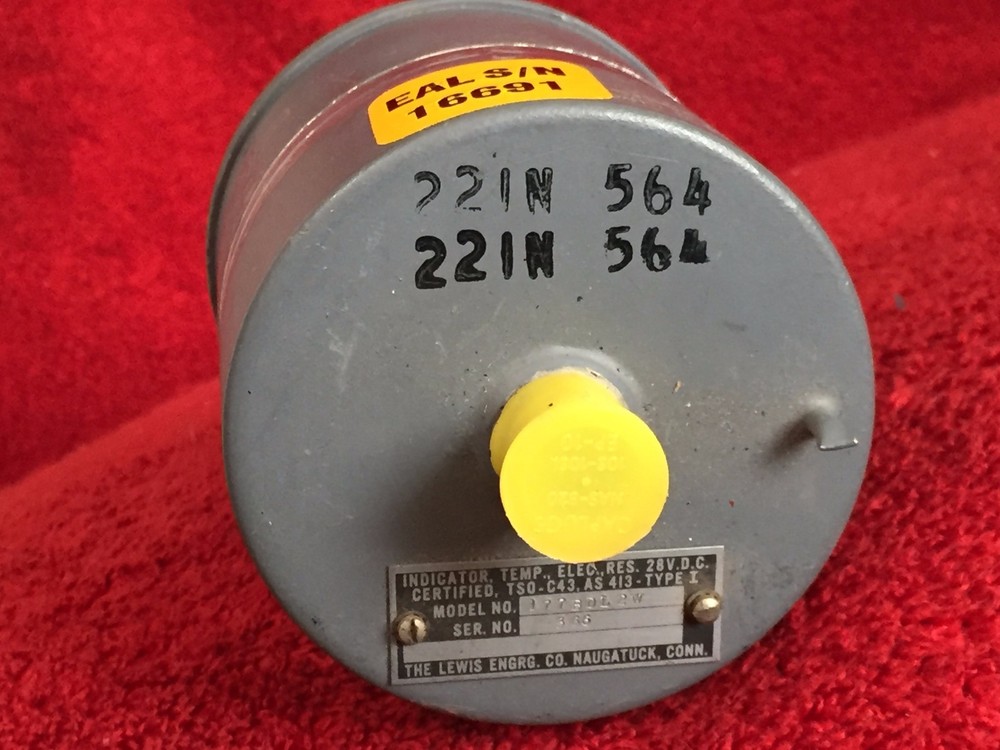 EAL S/N
16691
22IN 564
22IN 564
INDICATOR, TEMP., ELEC., RES. 28V.D.C.
CERTIFIED, TSO-C43, AS 413-TYPE I
MODEL NO.
SER. NO.
THE LEWIS ENGRG. CO. NAUGATUCK, CONN.